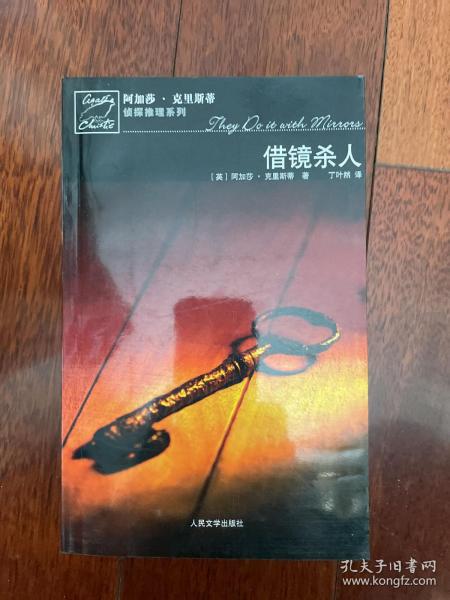 Agatha
Christie
阿加莎·克里斯蒂
侦探推理系列
They Do it with Mirrors
借镜杀人
[英]阿加莎·克里斯蒂 著 丁叶然 译
人民文学出版社
孔夫子旧书网
www.kongfz.com